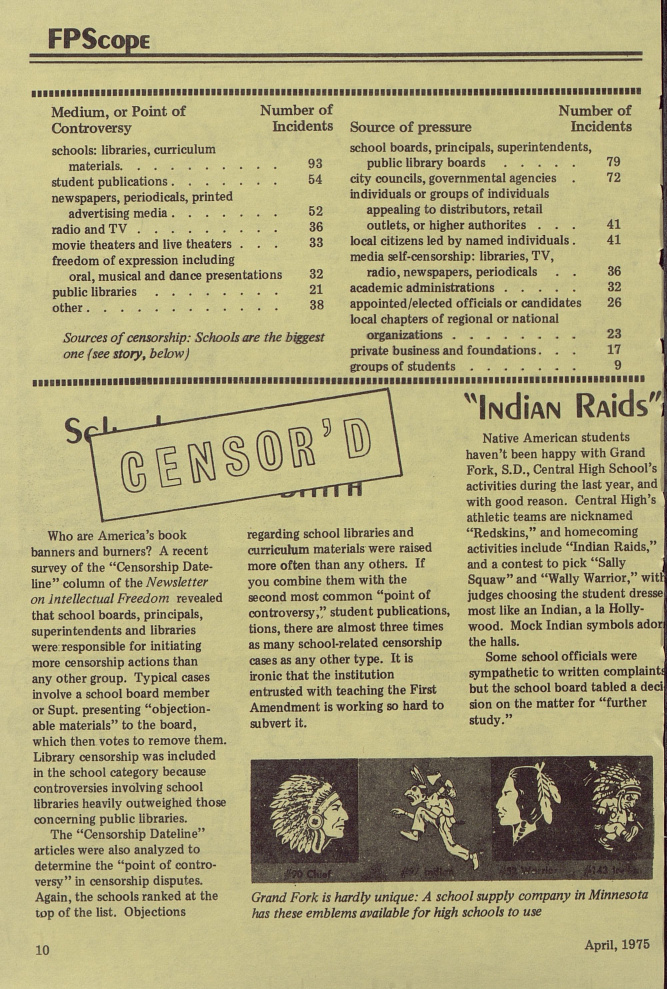 FPScope
Medium, or Point of Controversy
Number of Incidents
schools: libraries, curriculum
materials. . . . . . . . . 93
student publications . . . . . . . 54
newspapers, periodicals, printed
advertising media . . . . . . . 52
radio and TV . . . . . . . . . 36
movie theaters and live theaters . . . 33
freedom of expression including
oral, musical and dance presentations 32
public libraries . . . . . . . . 21
other . . . . . . . . . . . . 38
Sources of censorship: Schools are the biggest
one (see story, below)
Source of pressure
Number of Incidents
school boards, principals, superintendents,
public library boards . . . . . 79
city councils, governmental agencies . 72
individuals or groups of individuals
appealing to distributors, retail
outlets, or higher authorites . . . 41
local citizens led by named individuals . 41
media self-censorship: libraries, TV,
radio, newspapers, periodicals . . 36
academic administrations . . . . . 32
appointed/elected officials or candidates 26
local chapters of regional or national
organizations . . . . . . . . 23
private business and foundations . . . 17
groups of students . . . . . . . 9
CENSOR'D
Who are America's book
banners and burners? A recent
survey of the "Censorship Date-
line" column of the Newsletter
on Intellectual Freedom revealed
that school boards, principals,
superintendents and libraries
were responsible for initiating
more censorship actions than
any other group. Typical cases
involve a school board member
or Supt. presenting "objection-
able materials" to the board,
which then votes to remove them.
Library censorship was included
in the school category because
controversies involving school
libraries heavily outweighed those
concerning public libraries.
The "Censorship Dateline"
articles were also analyzed to
determine the "point of contro-
versy" in censorship disputes.
Again, the schools ranked at the
top of the list. Objections
regarding school libraries and
curriculum materials were raised
more often than any others. If
you combine them with the
second most common "point of
controversy," student publications,
tions, there are almost three times
as many school-related censorship
cases as any other type. It is
ironic that the institution
entrusted with teaching the First
Amendment is working so hard to
subvert it.
"Indian Raids"
Native American students
haven't been happy with Grand
Fork, S.D., Central High School's
activities during the last year, and
with good reason. Central High's
athletic teams are nicknamed
"Redskins," and homecoming
activities include "Indian Raids,"
and a contest to pick "Sally
Squaw" and "Wally Warrior," with
judges choosing the student dresse
most like an Indian, a la Holly-
wood. Mock Indian symbols ador
the halls.
Some school officials were
sympathetic to written complaints
but the school board tabled a deci-
sion on the matter for "further
study."
#70 Chief
Indian
Warrior
#143
Grand Fork is hardly unique: A school supply company in Minnesota
has these emblems available for high schools to use
10
April, 1975